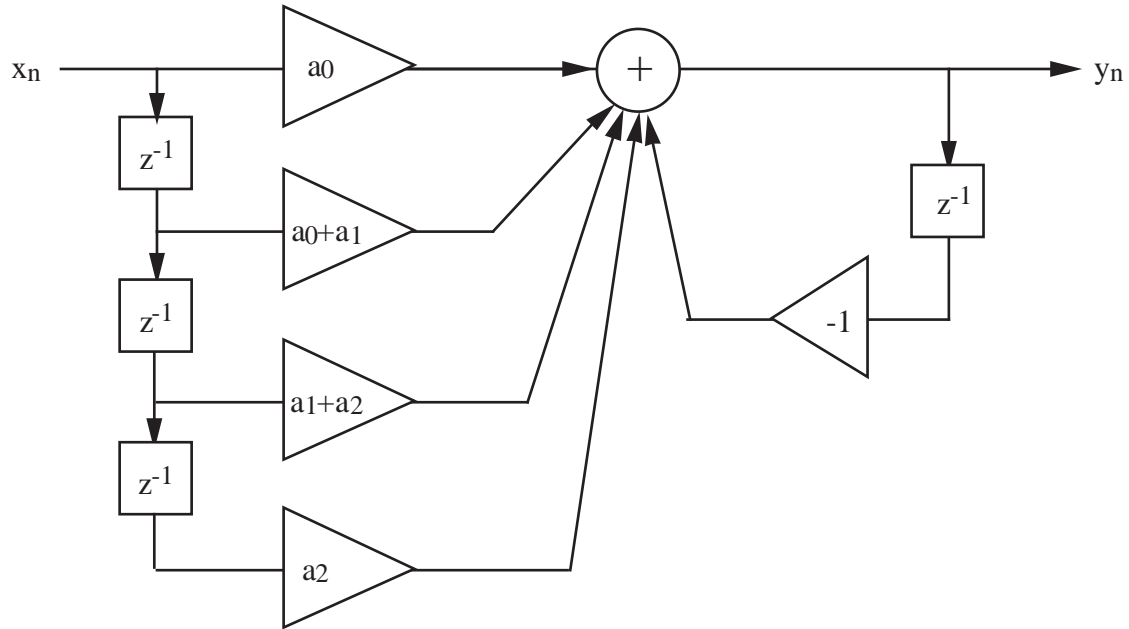 xₙ
a₀
+
yₙ
z⁻¹
z⁻¹
a₀+a₁
z⁻¹
-1
a₁+a₂
z⁻¹
a₂